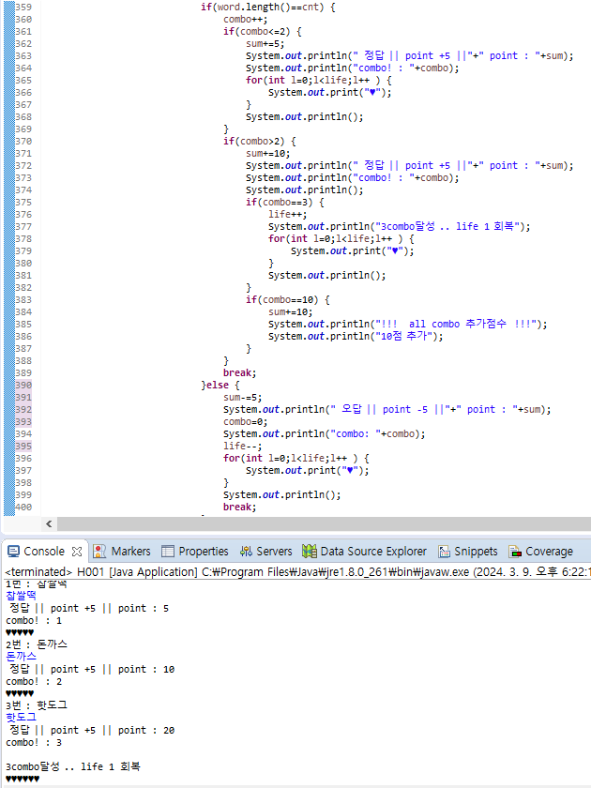 359 if(word.length()==cnt) {
360 combo++;
361 if(combo<=2) {
362 sum+=5;
363 System.out.println(" 정답 || point +5 ||"+" point : "+sum);
364 System.out.println("combo! : "+combo);
365 for(int l=0;l<life;l++ ) {
366 System.out.print("♥");
367 }
368 System.out.println();
369 }
370 if(combo>2) {
371 sum+=10;
372 System.out.println(" 정답 || point +5 ||"+" point : "+sum);
373 System.out.println("combo! : "+combo);
374 System.out.println();
375 if(combo==3) {
376 life++;
377 System.out.println("3combo달성 .. life 1 회복");
378 for(int l=0;l<life;l++ ) {
379 System.out.print("♥");
380 }
381 System.out.println();
382 }
383 if(combo==10) {
384 sum+=10;
385 System.out.println("!!!  all combo 추가점수 !!!");
386 System.out.println("10점 추가");
387 }
388 }
389 break;
390 }else {
391 sum-=5;
392 System.out.println(" 오답 || point -5 ||"+" point : "+sum);
393 combo=0;
394 System.out.println("combo: "+combo);
395 life--;
396 for(int l=0;l<life;l++ ) {
397 System.out.print("♥");
398 }
399 System.out.println();
400 break;
Console Markers Properties Servers Data Source Explorer Snippets Coverage
<terminated> H001 [Java Application] C:₩Program Files₩Java₩jre1.8.0_261₩bin₩javaw.exe (2024. 3. 9. 오후 6:22:1
1번 : 찹쌀떡
찹쌀떡
정답 || point +5 || point : 5
combo! : 1
♥♥♥♥♥
2번 : 돈까스
돈까스
정답 || point +5 || point : 10
combo! : 2
♥♥♥♥♥
3번 : 핫도그
핫도그
정답 || point +5 || point : 20
combo! : 3
3combo달성 .. life 1 회복
♥♥♥♥♥♥